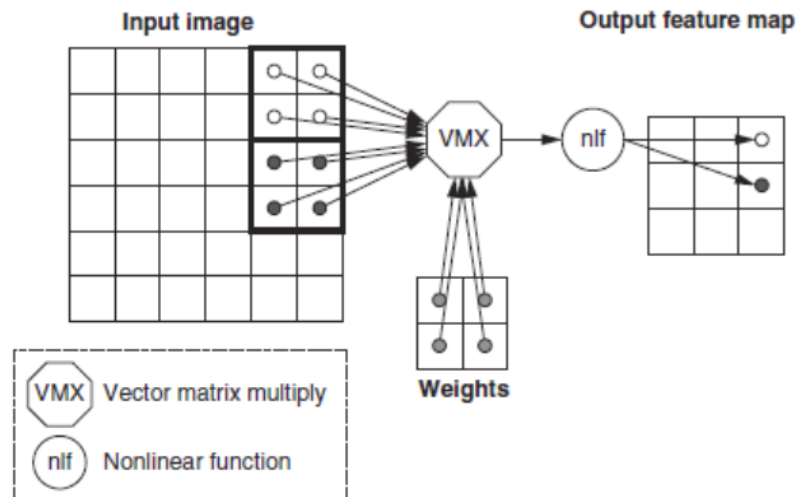 Input image
Output feature map
VMX
nlf
Weights
VMX Vector matrix multiply
nlf Nonlinear function